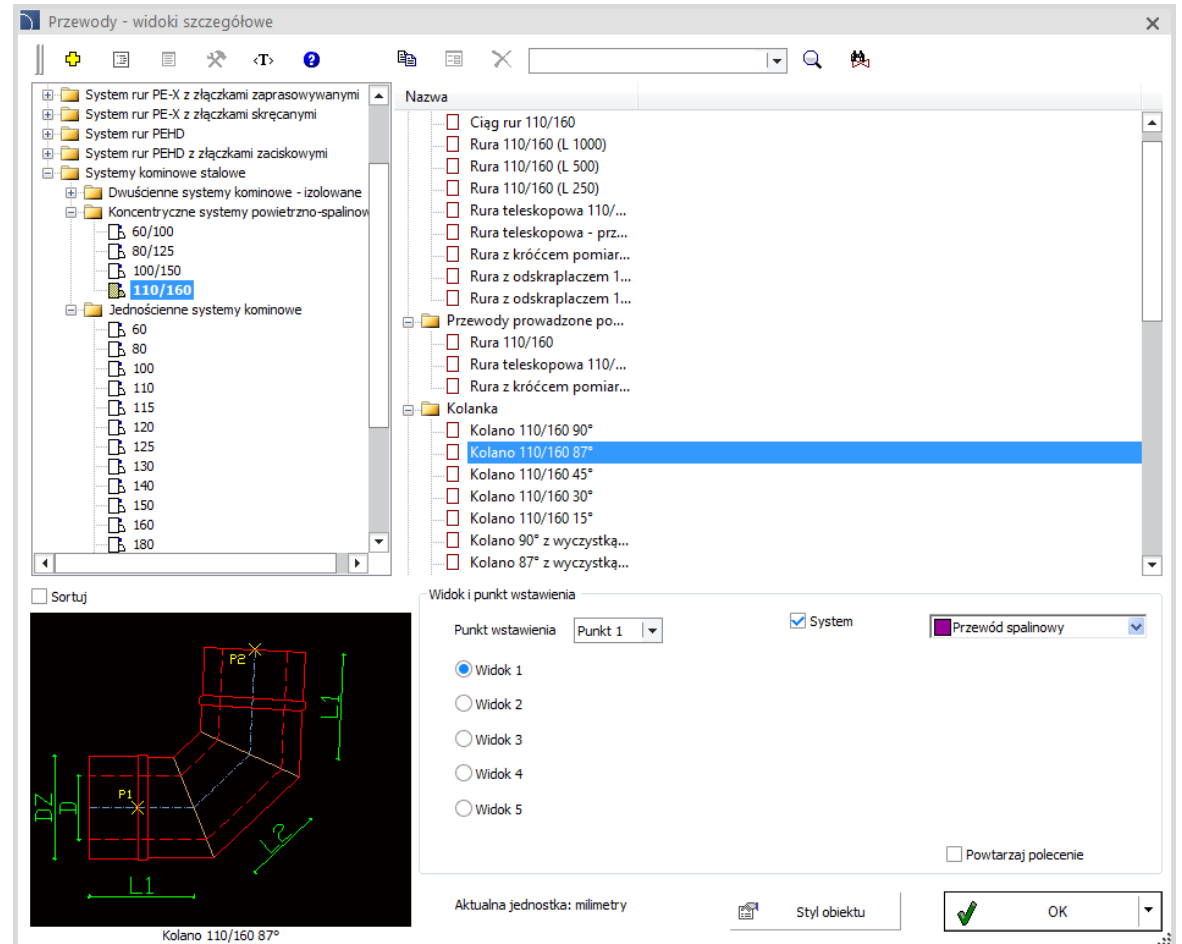 Przewody - widoki szczegółowe
<T>
System rur PE-X z złączkami zaprasowywanymi
System rur PE-X z złączkami skręcanymi
System rur PEHD
System rur PEHD z złączkami zaciskowymi
Systemy kominowe stalowe
Dwuścienne systemy kominowe - izolowane
Koncentryczne systemy powietrzno-spalinow
60/100
80/125
100/150
110/160
Jednościenne systemy kominowe
60
80
100
110
115
120
125
130
140
150
160
180
Nazwa
Ciąg rur 110/160
Rura 110/160 (L 1000)
Rura 110/160 (L 500)
Rura 110/160 (L 250)
Rura teleskopowa 110/...
Rura teleskopowa - prz...
Rura z króćcem pomiar...
Rura z odskraplaczem 1...
Rura z odskraplaczem 1...
Przewody prowadzone po...
Rura 110/160
Rura teleskopowa 110/...
Rura z króćcem pomiar...
Kolanka
Kolano 110/160 90°
Kolano 110/160 87°
Kolano 110/160 45°
Kolano 110/160 30°
Kolano 110/160 15°
Kolano 90° z wyczystką...
Kolano 87° z wyczystką...
Sortuj
P2
L1
P1
DZ
D
L2
L1
Kolano 110/160 87°
Widok i punkt wstawienia
Punkt wstawienia
Punkt 1
System
Przewód spalinowy
Widok 1
Widok 2
Widok 3
Widok 4
Widok 5
Powtarzaj polecenie
Aktualna jednostka: milimetry
Styl obiektu
OK